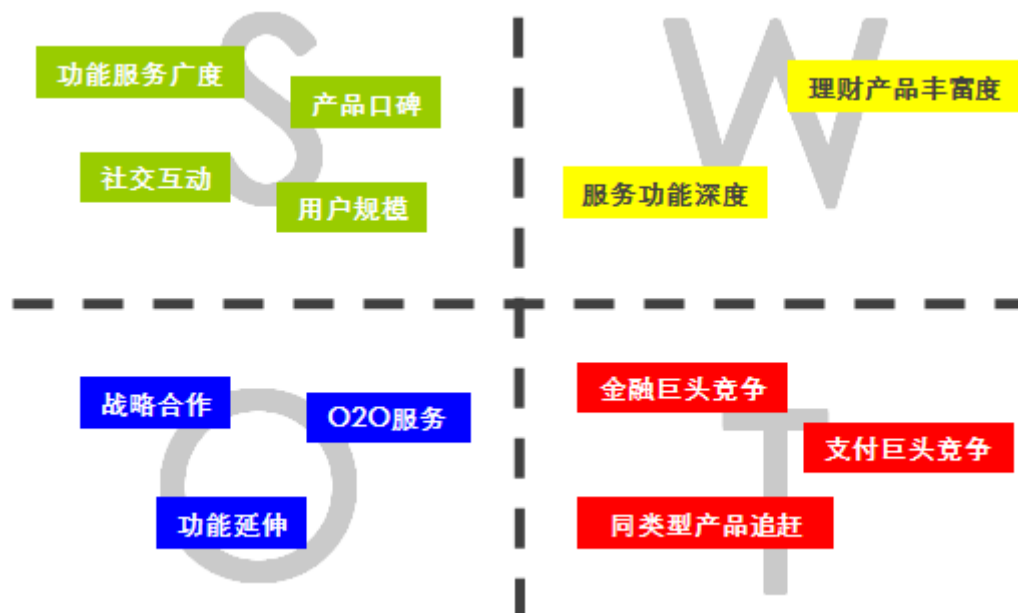 S
功能服务广度
产品口碑
社交互动
用户规模
W
理财产品丰富度
服务功能深度
O
战略合作
O2O服务
功能延伸
T
金融巨头竞争
支付巨头竞争
同类型产品追赶